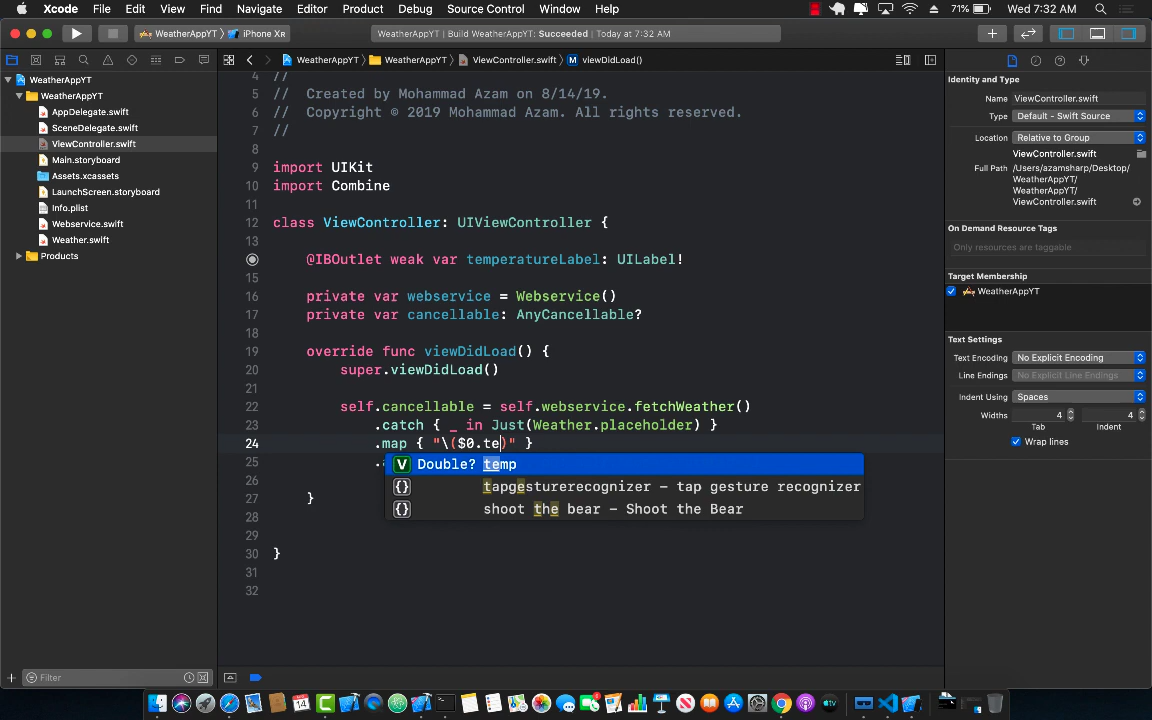 Xcode File Edit View Find Navigate Editor Product Debug Source Control Window Help 71% Wed 7:32 AM
WeatherAppYT iPhone XR WeatherAppYT | Build WeatherAppYT: Succeeded | Today at 7:32 AM
WeatherAppYT WeatherAppYT ViewController.swift M viewDidLoad()
WeatherAppYT
WeatherAppYT
AppDelegate.swift
SceneDelegate.swift
ViewController.swift
Main.storyboard
Assets.xcassets
LaunchScreen.storyboard
Info.plist
Webservice.swift
Weather.swift
Products
Filter
4 //
5 // Created by Mohammad Azam on 8/14/19.
6 // Copyright © 2019 Mohammad Azam. All rights reserved.
7 //
8
9 import UIKit
10 import Combine
11
12 class ViewController: UIViewController {
13
@IBOutlet weak var temperatureLabel: UILabel!
15
16 private var webservice = Webservice()
17 private var cancellable: AnyCancellable?
18
19 override func viewDidLoad() {
20 super.viewDidLoad()
21
22 self.cancellable = self.webservice.fetchWeather()
23 .catch { _ in Just(Weather.placeholder) }
24 .map { "\($0.te)" }
25
V Double? temp
26
{} tapgesturerecognizer – tap gesture recognizer
27 }
{} shoot the bear – Shoot the Bear
28
29
30 }
31
32
Identity and Type
Name ViewController.swift
Type Default - Swift Source
Location Relative to Group
ViewController.swift
Full Path /Users/azamsharp/Desktop/
WeatherAppYT/
WeatherAppYT/
ViewController.swift
On Demand Resource Tags
Only resources are taggable
Target Membership
WeatherAppYT
Text Settings
Text Encoding No Explicit Encoding
Line Endings No Explicit Line Endings
Indent Using Spaces
Widths 4 4
Tab Indent
Wrap lines